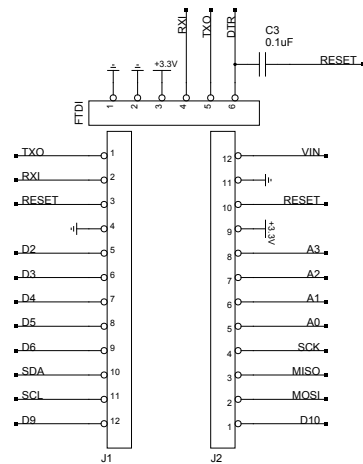 RXI
TXO
DTR
C3
0.1uF
RESET
+3.3V
FTDI
1 2 3 4 5 6
TXO 1
RXI 2
RESET 3
4
D2 5
D3 6
D4 7
D5 8
D6 9
SDA 10
SCL 11
D9 12
J1
12 VIN
11
10 RESET
9 +3.3V
8 A3
7 A2
6 A1
5 A0
4 SCK
3 MISO
2 MOSI
1 D10
J2